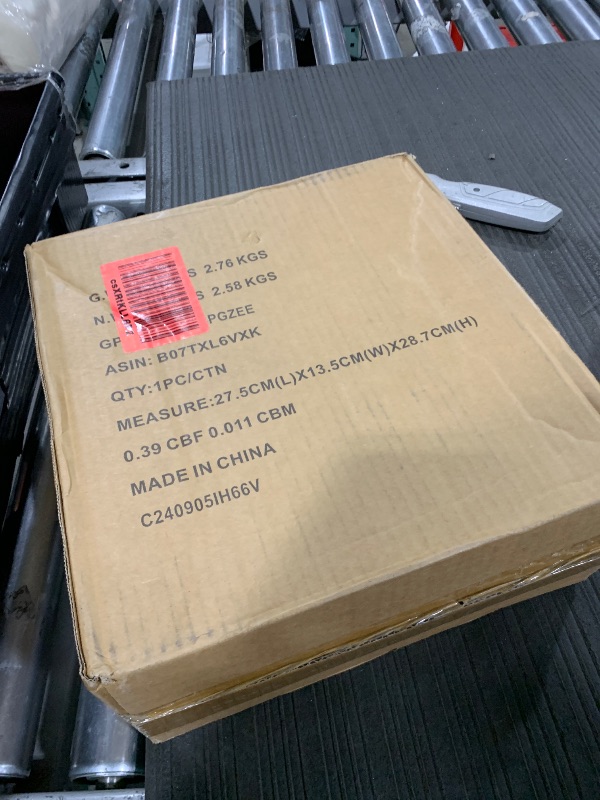 G. S 2.76 KGS
N. S 2.58 KGS
GP PGZEE
ASIN: B07TXL6VXK
QTY:1PC/CTN
MEASURE:27.5CM(L)X13.5CM(W)X28.7CM(H)
0.39 CBF 0.011 CBM
MADE IN CHINA
C240905IH66V